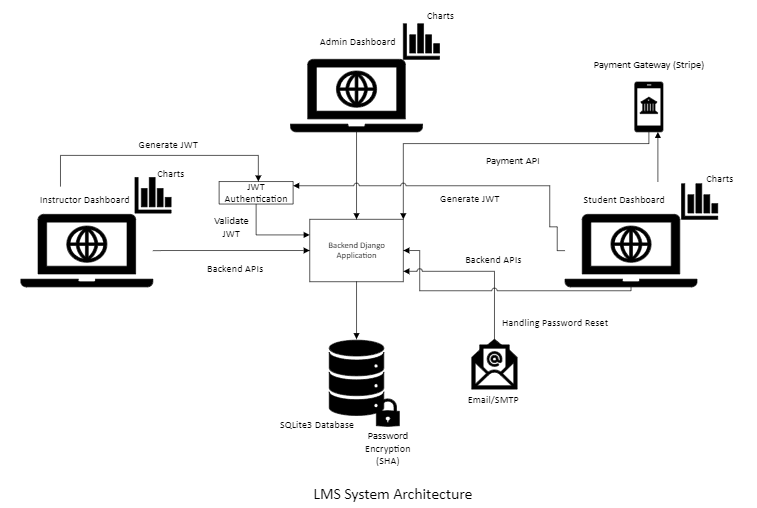 Charts
Admin Dashboard
Payment Gateway (Stripe)
Generate JWT
Payment API
Charts
Charts
JWT
Authentication
Instructor Dashboard
Generate JWT
Student Dashboard
Validate
JWT
Backend Django
Application
Backend APIs
Backend APIs
Handling Password Reset
@
Email/SMTP
SQLite3 Database
Password
Encryption
(SHA)
LMS System Architecture